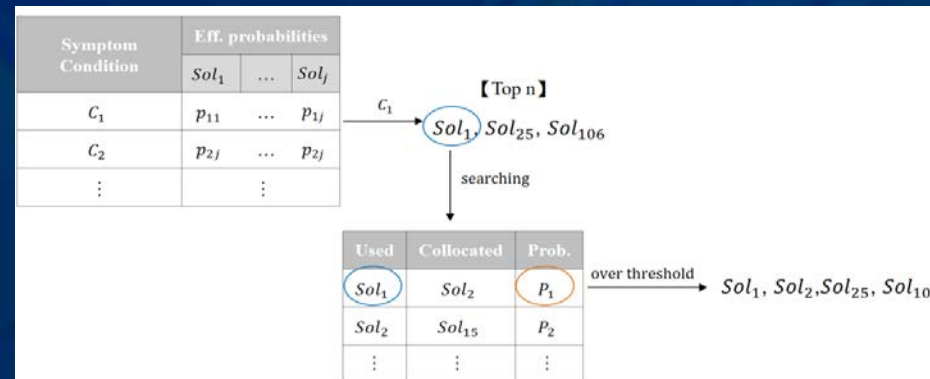 Symptom Condition Eff. probabilities
Sol₁ … Solⱼ
C₁ p₁₁ … p₁ⱼ
C₂ p₂ⱼ … p₂ⱼ
⋮ ⋮
C₁
【Top n】
Sol₁, Sol₂₅, Sol₁₀₆
searching
Used Collocated Prob.
Sol₁ Sol₂ P₁
Sol₂ Sol₁₅ P₂
⋮ ⋮ ⋮
over threshold
Sol₁, Sol₂,Sol₂₅, Sol₁₀